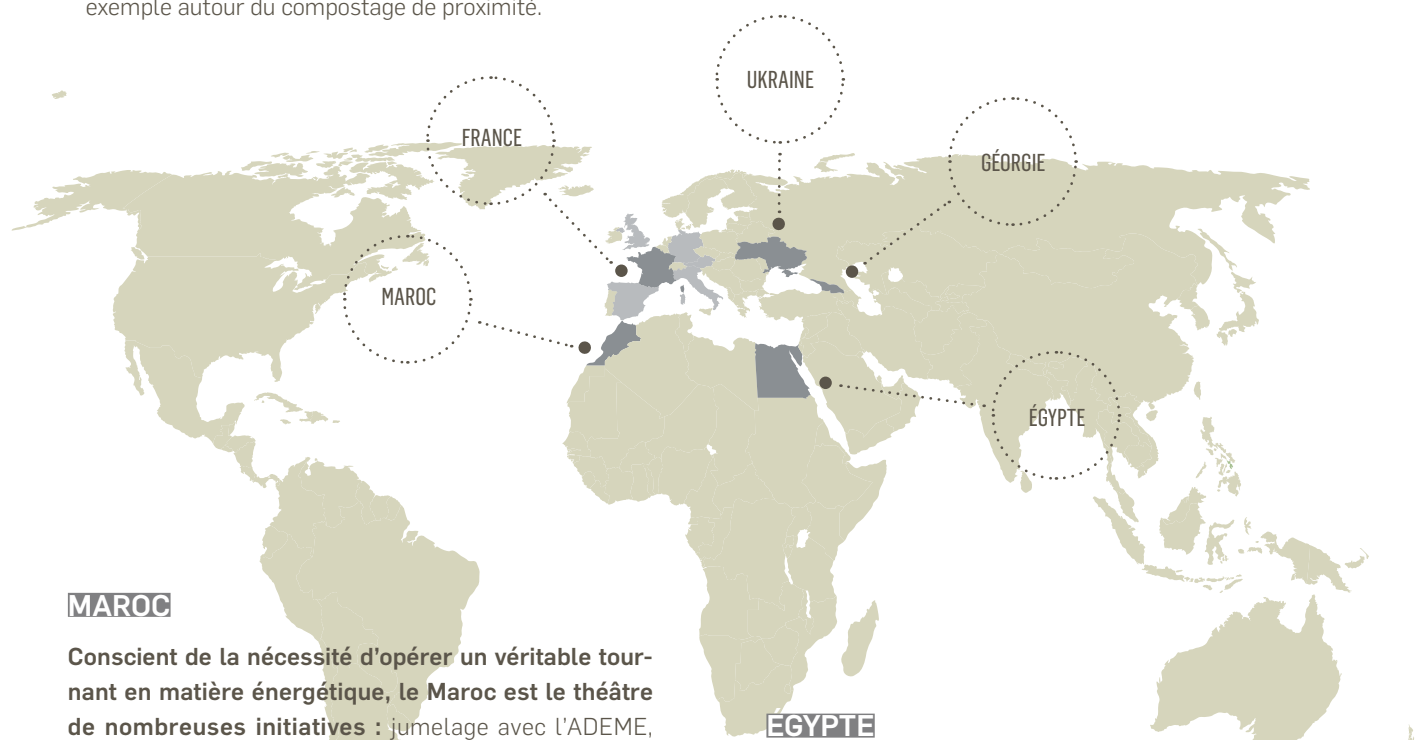 exemple autour du compostage de proximité.
UKRAINE
FRANCE
GÉORGIE
MAROC
ÉGYPTE
MAROC
Conscient de la nécessité d’opérer un véritable tour-
nant en matière énergétique, le Maroc est le théâtre
de nombreuses initiatives : jumelage avec l’ADEME,
EGYPTE